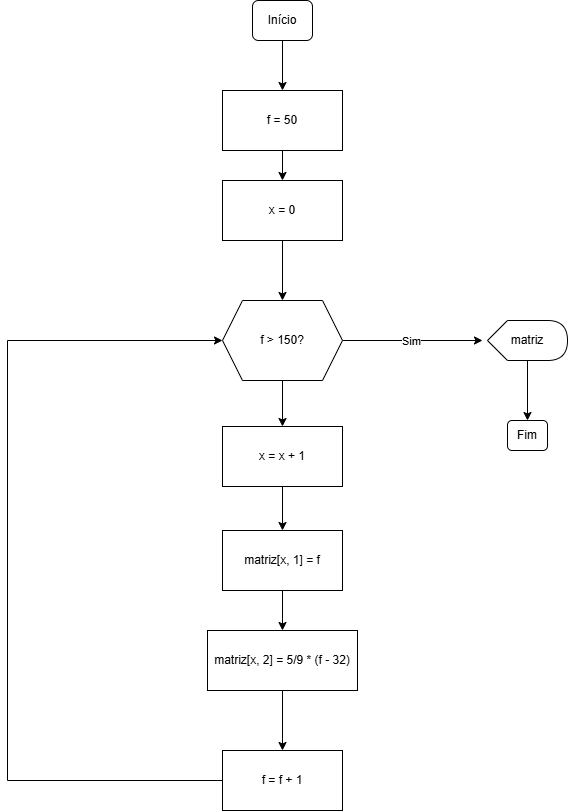 Início
f = 50
x = 0
f > 150?
Sim
matriz
Fim
x = x + 1
matriz[x, 1] = f
matriz[x, 2] = 5/9 * (f - 32)
f = f + 1